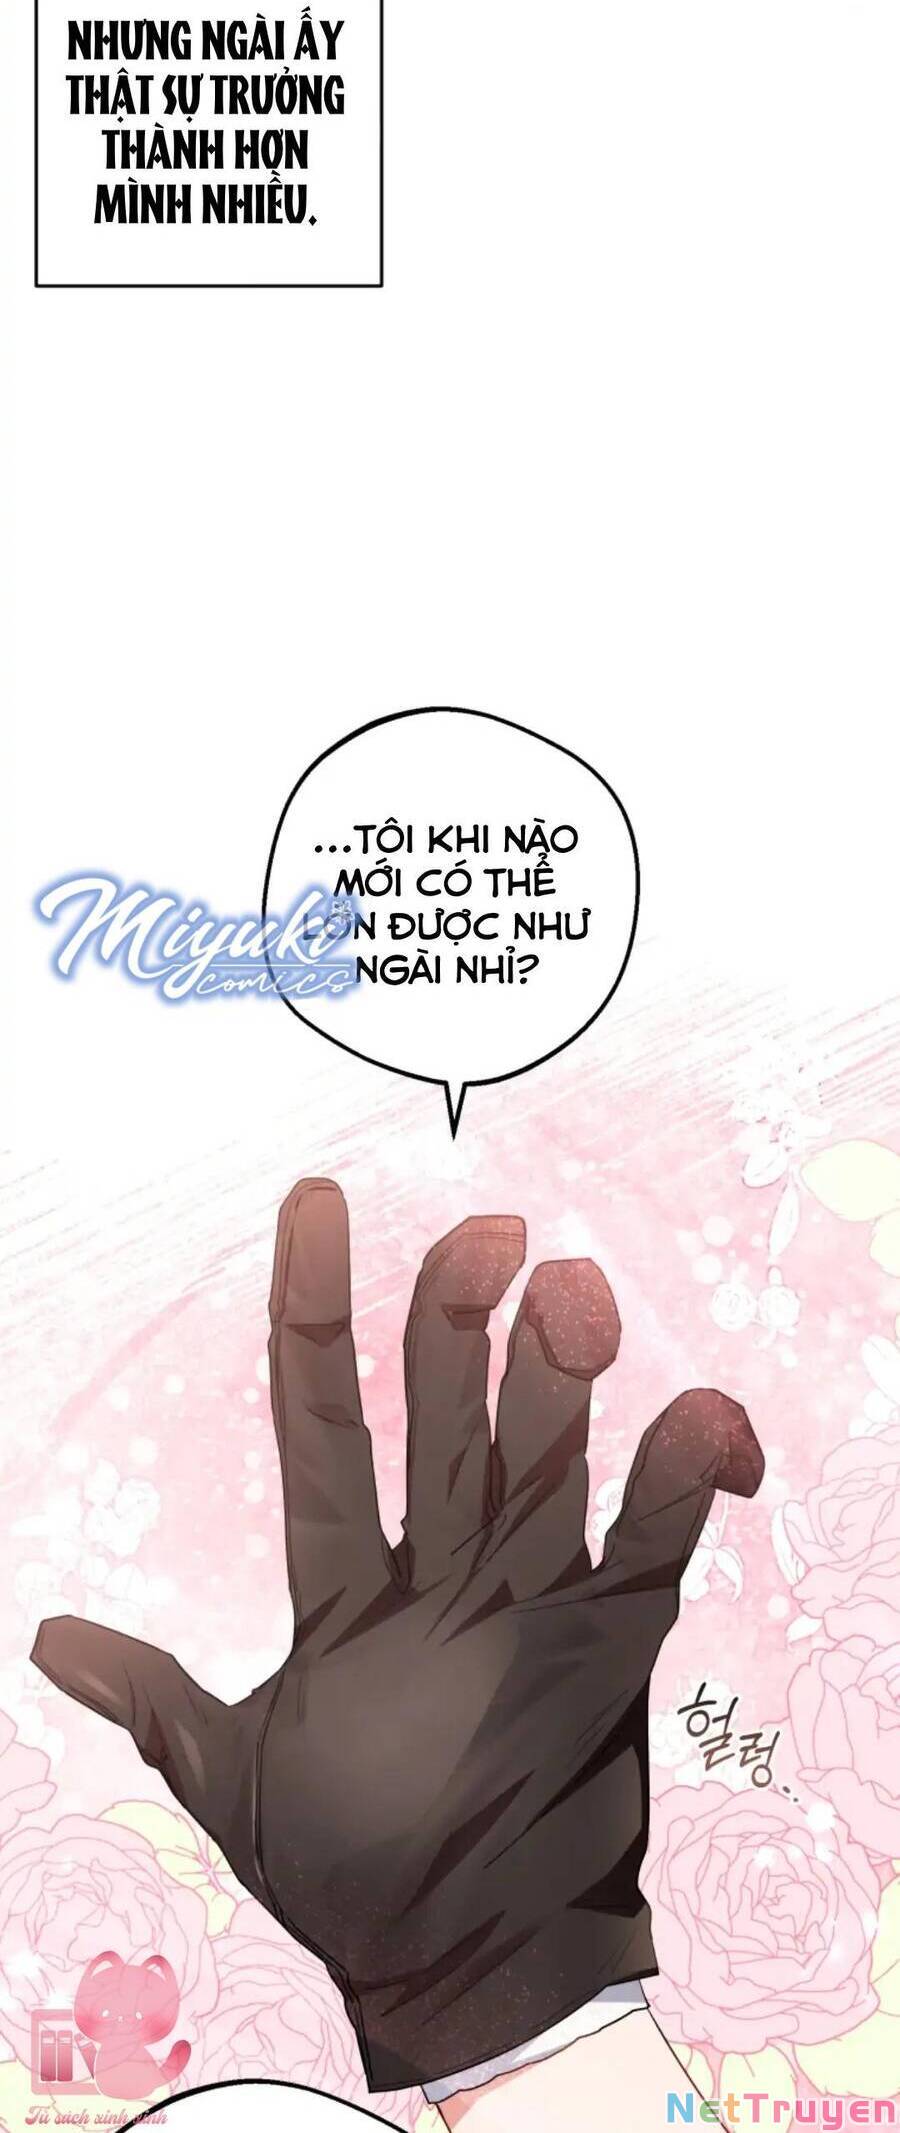 NHƯNG NGÀI ẤY
THẬT SỰ TRƯỞNG
THÀNH HƠN
MÌNH NHIỀU.
...TÔI KHI NÀO
MỚI CÓ THỂ
LỚN ĐƯỢC NHƯ
NGÀI NHỈ?
Miyuki
comics
헐렁..
Tủ sách xinh xinh
NetTruyen